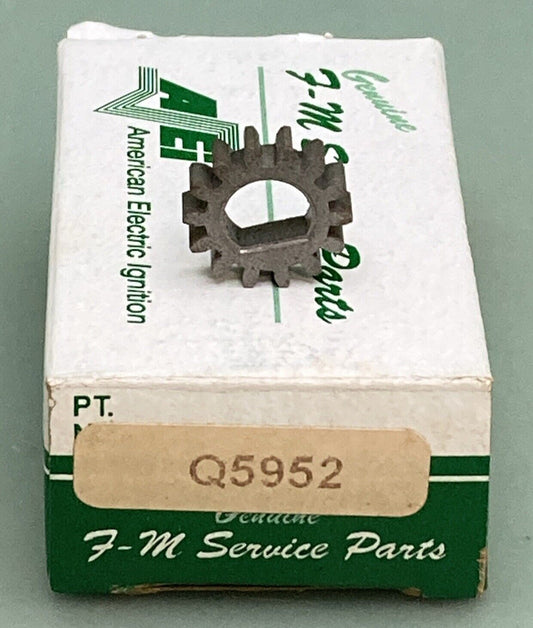 Genuine
F-M S
Parts
AEI
American Electric Ignition
PT.
Q5952
Genuine
F-M Service Parts